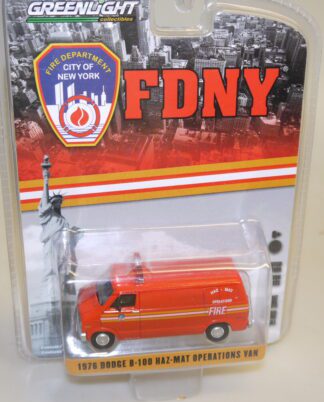 GREENLIGHT
collectibles
FIRE DEPARTMENT
CITY OF
NEW YORK
FDNY
HAZ - MAT
OPERATIONS
FIRE
1976 DODGE B-100 HAZ-MAT OPERATIONS VAN